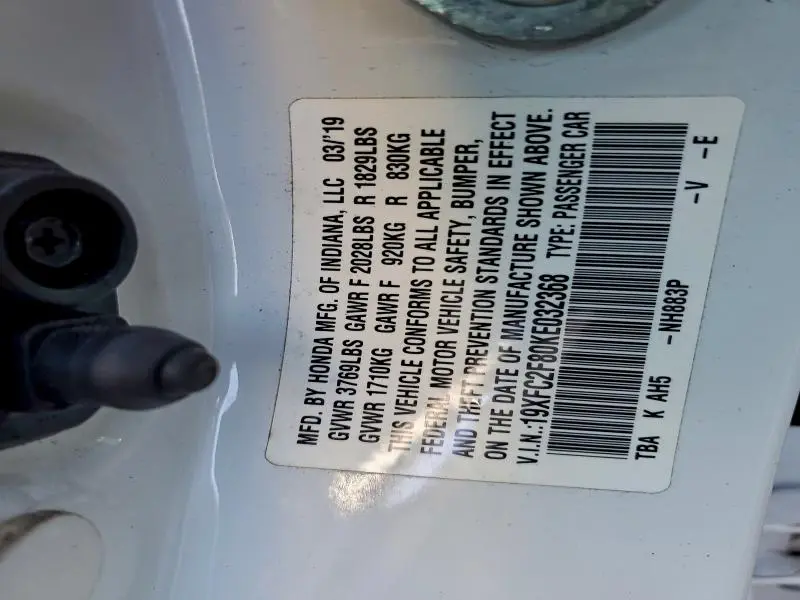 MFD. BY HONDA MFG. OF INDIANA, LLC 03/'19
GVWR 3769LBS GAWR F 2028LBS R 1829LBS
GVWR 1710KG GAWR F 920KG R 830KG
THIS VEHICLE CONFORMS TO ALL APPLICABLE
FEDERAL MOTOR VEHICLE SAFETY, BUMPER,
AND THEFT PREVENTION STANDARDS IN EFFECT
ON THE DATE OF MANUFACTURE SHOWN ABOVE.
V.I.N.:19XFC2F80KE032368 TYPE: PASSENGER CAR
TBA K AH5 -NH883P -V -E